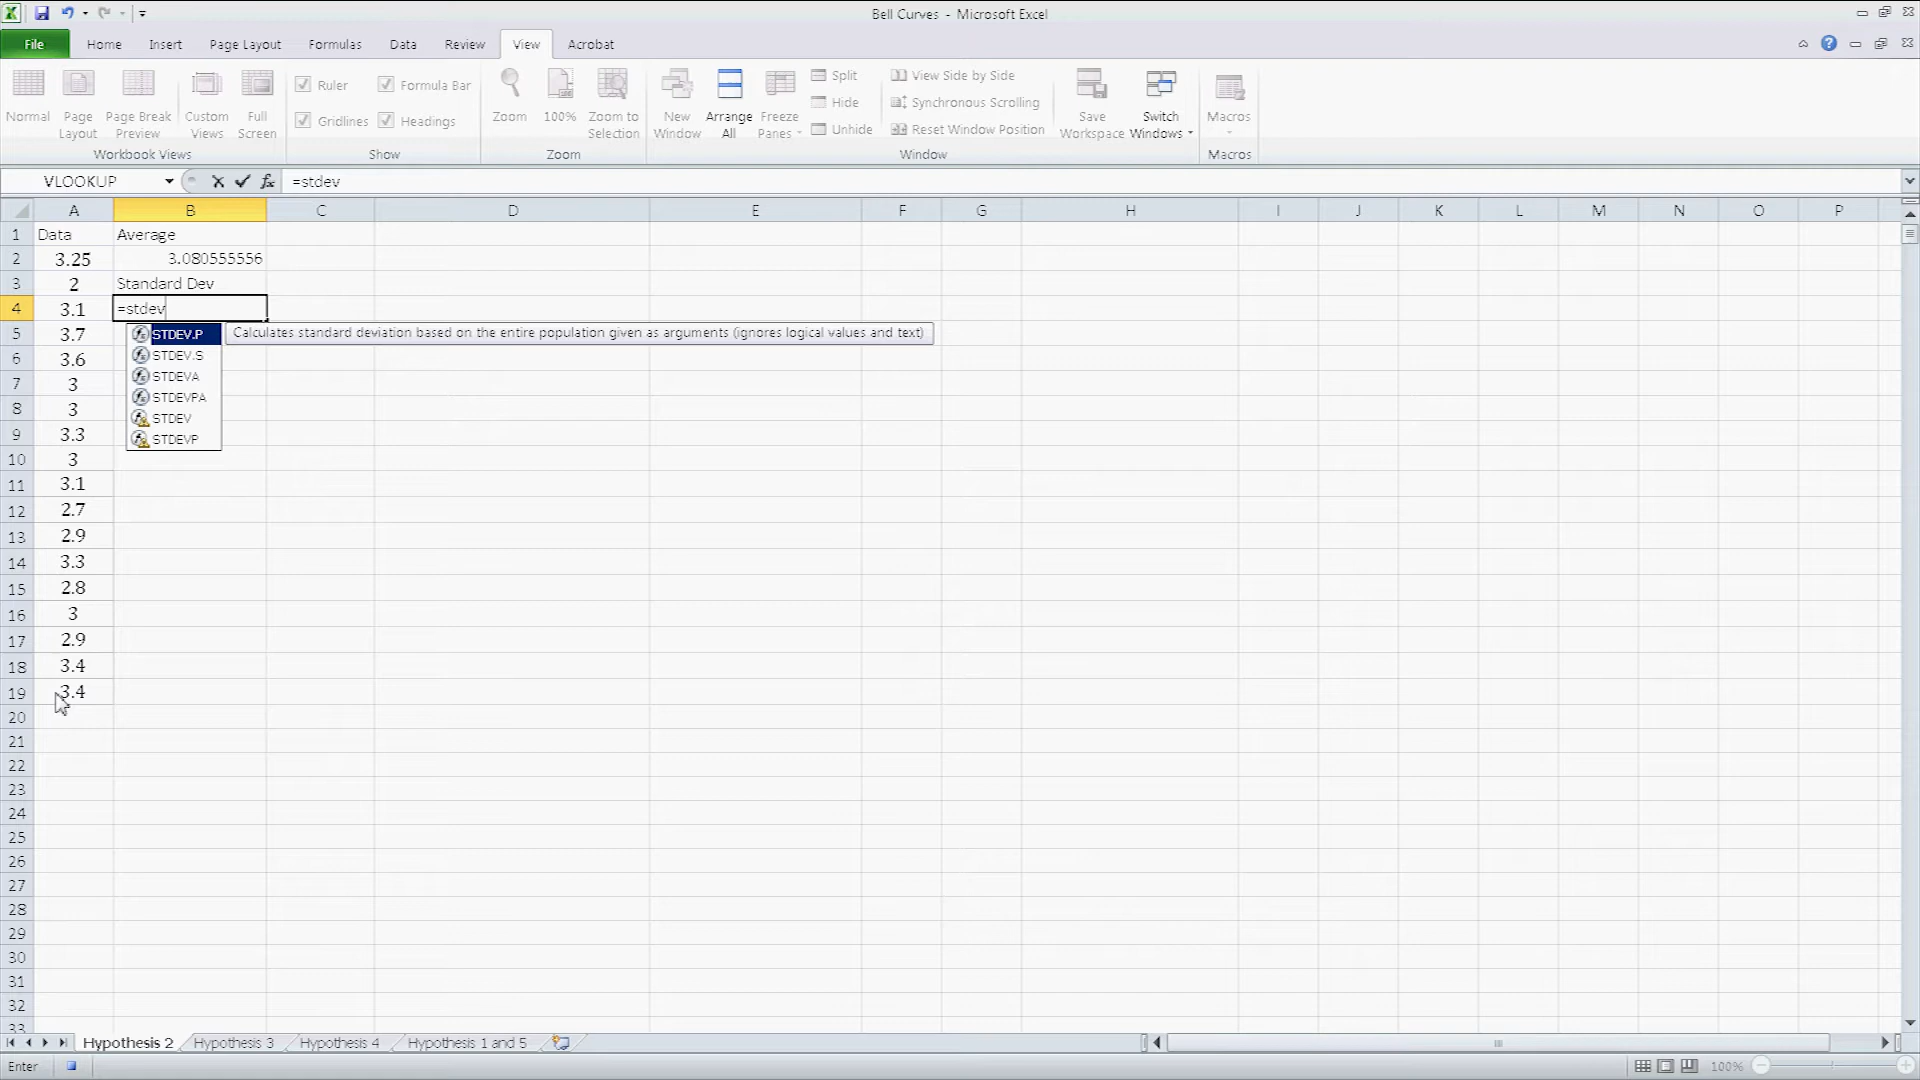 Bell Curves - Microsoft Excel
File Home Insert Page Layout Formulas Data Review View Acrobat
Ruler Formula Bar Split View Side by Side
Gridlines Headings Hide Synchronous Scrolling
Unhide Reset Window Position
Normal Page Layout Page Break Preview Custom Views Full Screen Zoom 100% Zoom to Selection New Window Arrange All Freeze Panes Save Workspace Switch Windows Macros
Workbook Views Show Zoom Window Macros
VLOOKUP fx =stdev
A B C D E F G H I J K L M N O P
1 Data Average
2 3.25 3.080555556
3 2 Standard Dev
4 3.1 =stdev
5 3.7 STDEV.P Calculates standard deviation based on the entire population given as arguments (ignores logical values and text)
STDEV.S
6 3.6
7 3 STDEVA
STDEVPA
8 3
STDEV
9 3.3 STDEVP
10 3
11 3.1
12 2.7
13 2.9
14 3.3
15 2.8
16 3
17 2.9
18 3.4
19 3.4
20
21
22
23
24
25
26
27
28
29
30
31
32
33
Hypothesis 2 Hypothesis 3 Hypothesis 4 Hypothesis 1 and 5
Enter 100%